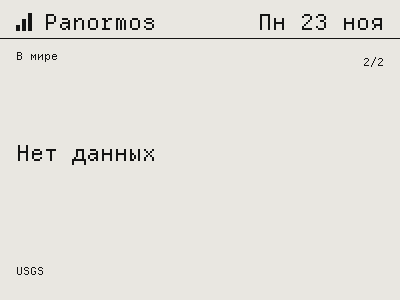 Panormos Пн 23 ноя
В мире
2/2
Нет данных
USGS